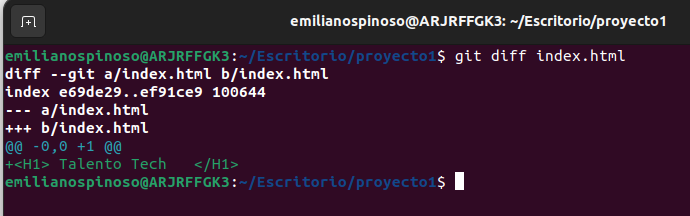 emilianospinoso@ARJRFFGK3: ~/Escritorio/proyecto1
emilianospinoso@ARJRFFGK3:~/Escritorio/proyecto1$ git diff index.html
diff --git a/index.html b/index.html
index e69de29..ef91ce9 100644
--- a/index.html
+++ b/index.html
@@ -0,0 +1 @@
+<H1> Talento Tech   </H1>
emilianospinoso@ARJRFFGK3:~/Escritorio/proyecto1$